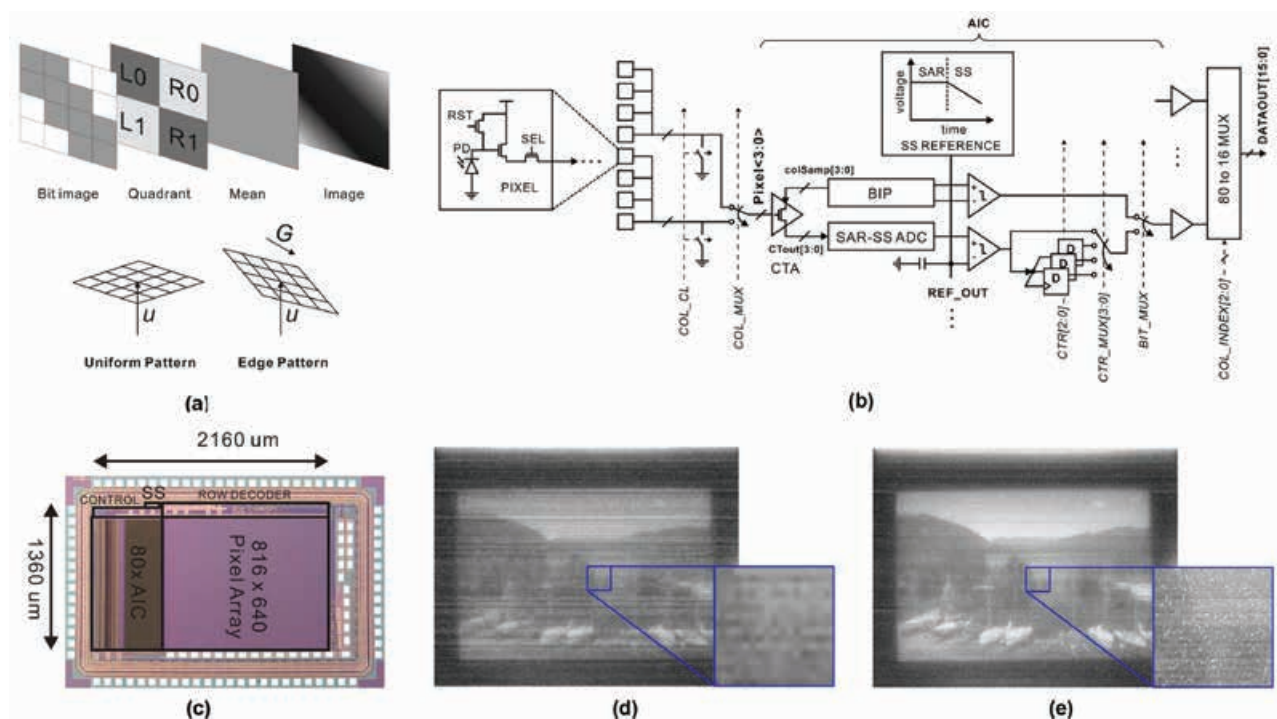 L0
R0
L1
R1
Bit image
Quadrant
Mean
Image
G
u
u
Uniform Pattern
Edge Pattern
(a)
AIC
RST
PD
SEL
PIXEL
COL_CL
COL_MUX
Pixel<3:0>
voltage
SAR
SS
time
SS REFERENCE
colSamp[3:0]
BIP
CTout[3:0]
SAR-SS ADC
CTA
REF_OUT
D
D
D
CTR[2:0]
CTR_MUX[3:0]
BIT_MUX
80 to 16 MUX
COL_INDEX[2:0]
DATAOUT[15:0]
(b)
2160 um
1360 um
CONTROL
SS
ROW DECODER
80x AIC
816 x 640
Pixel Array
(c)
(d)
(e)